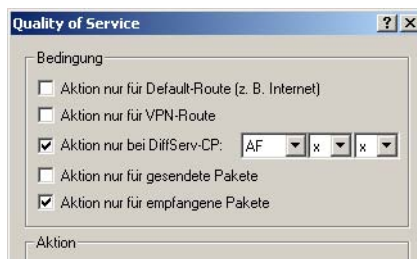 Quality of Service
Bedingung
Aktion nur für Default-Route (z. B. Internet)
Aktion nur für VPN-Route
Aktion nur bei DiffServ-CP: AF x x
Aktion nur für gesendete Pakete
Aktion nur für empfangene Pakete
Aktion